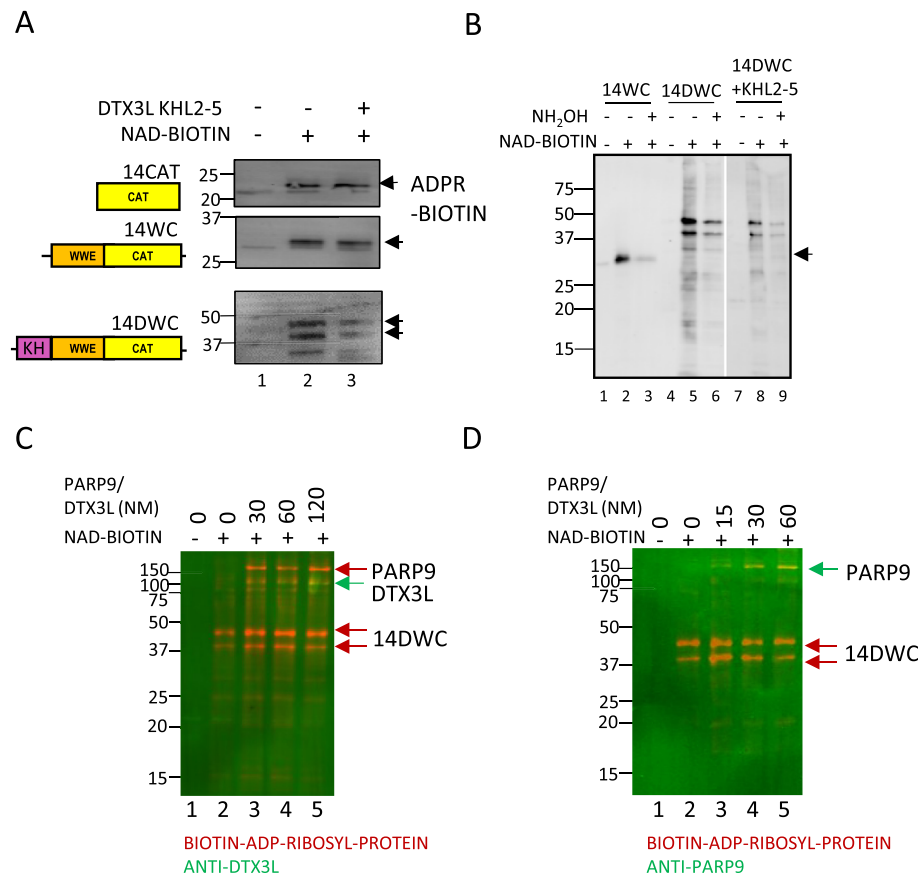 A
DTX3L KHL2-5 - - +
NAD-BIOTIN - + +
14CAT
CAT
25
20
ADPR
-BIOTIN
14WC
WWE CAT
37
25
14DWC
KH WWE CAT
50
37
1 2 3
B
14WC 14DWC 14DWC
+KHL2-5
NH2OH - - + - - + - - +
NAD-BIOTIN - + + - + + - + +
75
50
37
25
20
15
1 2 3 4 5 6 7 8 9
C
PARP9/
DTX3L (NM) 0 0 30 60 120
NAD-BIOTIN - + + + +
150
100
75
50
37
25
20
15
PARP9
DTX3L
14DWC
1 2 3 4 5
BIOTIN-ADP-RIBOSYL-PROTEIN
ANTI-DTX3L
D
PARP9/
DTX3L (NM) 0 0 15 30 60
NAD-BIOTIN - + + + +
150
100
75
50
37
25
20
15
PARP9
14DWC
1 2 3 4 5
BIOTIN-ADP-RIBOSYL-PROTEIN
ANTI-PARP9